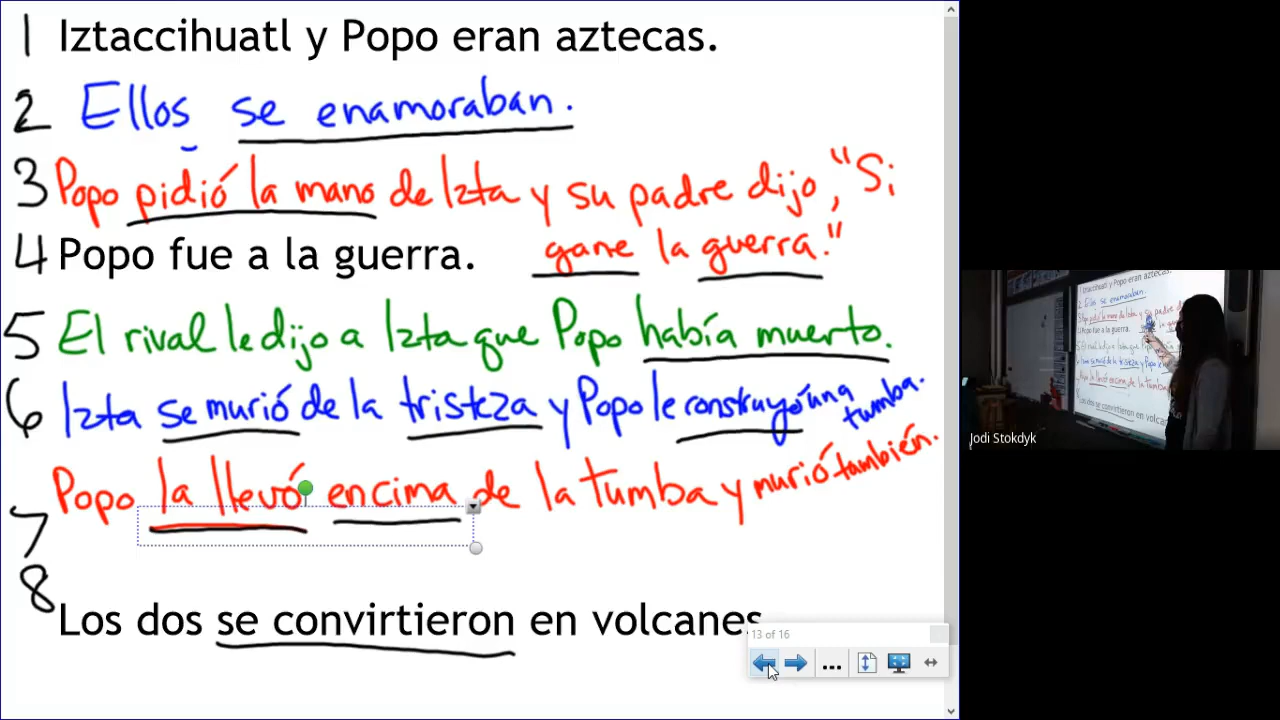 1 Iztaccihuatl y Popo eran aztecas.
2 Ellos se enamoraban.
3 Popo pidió la mano de Izta y su padre dijo, "Si
gane la guerra."
4 Popo fue a la guerra.
5 El rival le dijo a Izta que Popo había muerto.
6 Izta se murió de la tristeza y Popo le construyó una
tumba.
7 Popo la llevó encima de la tumba y murió también.
8 Los dos se convirtieron en volcanes
13 of 16
Jodi Stokdyk